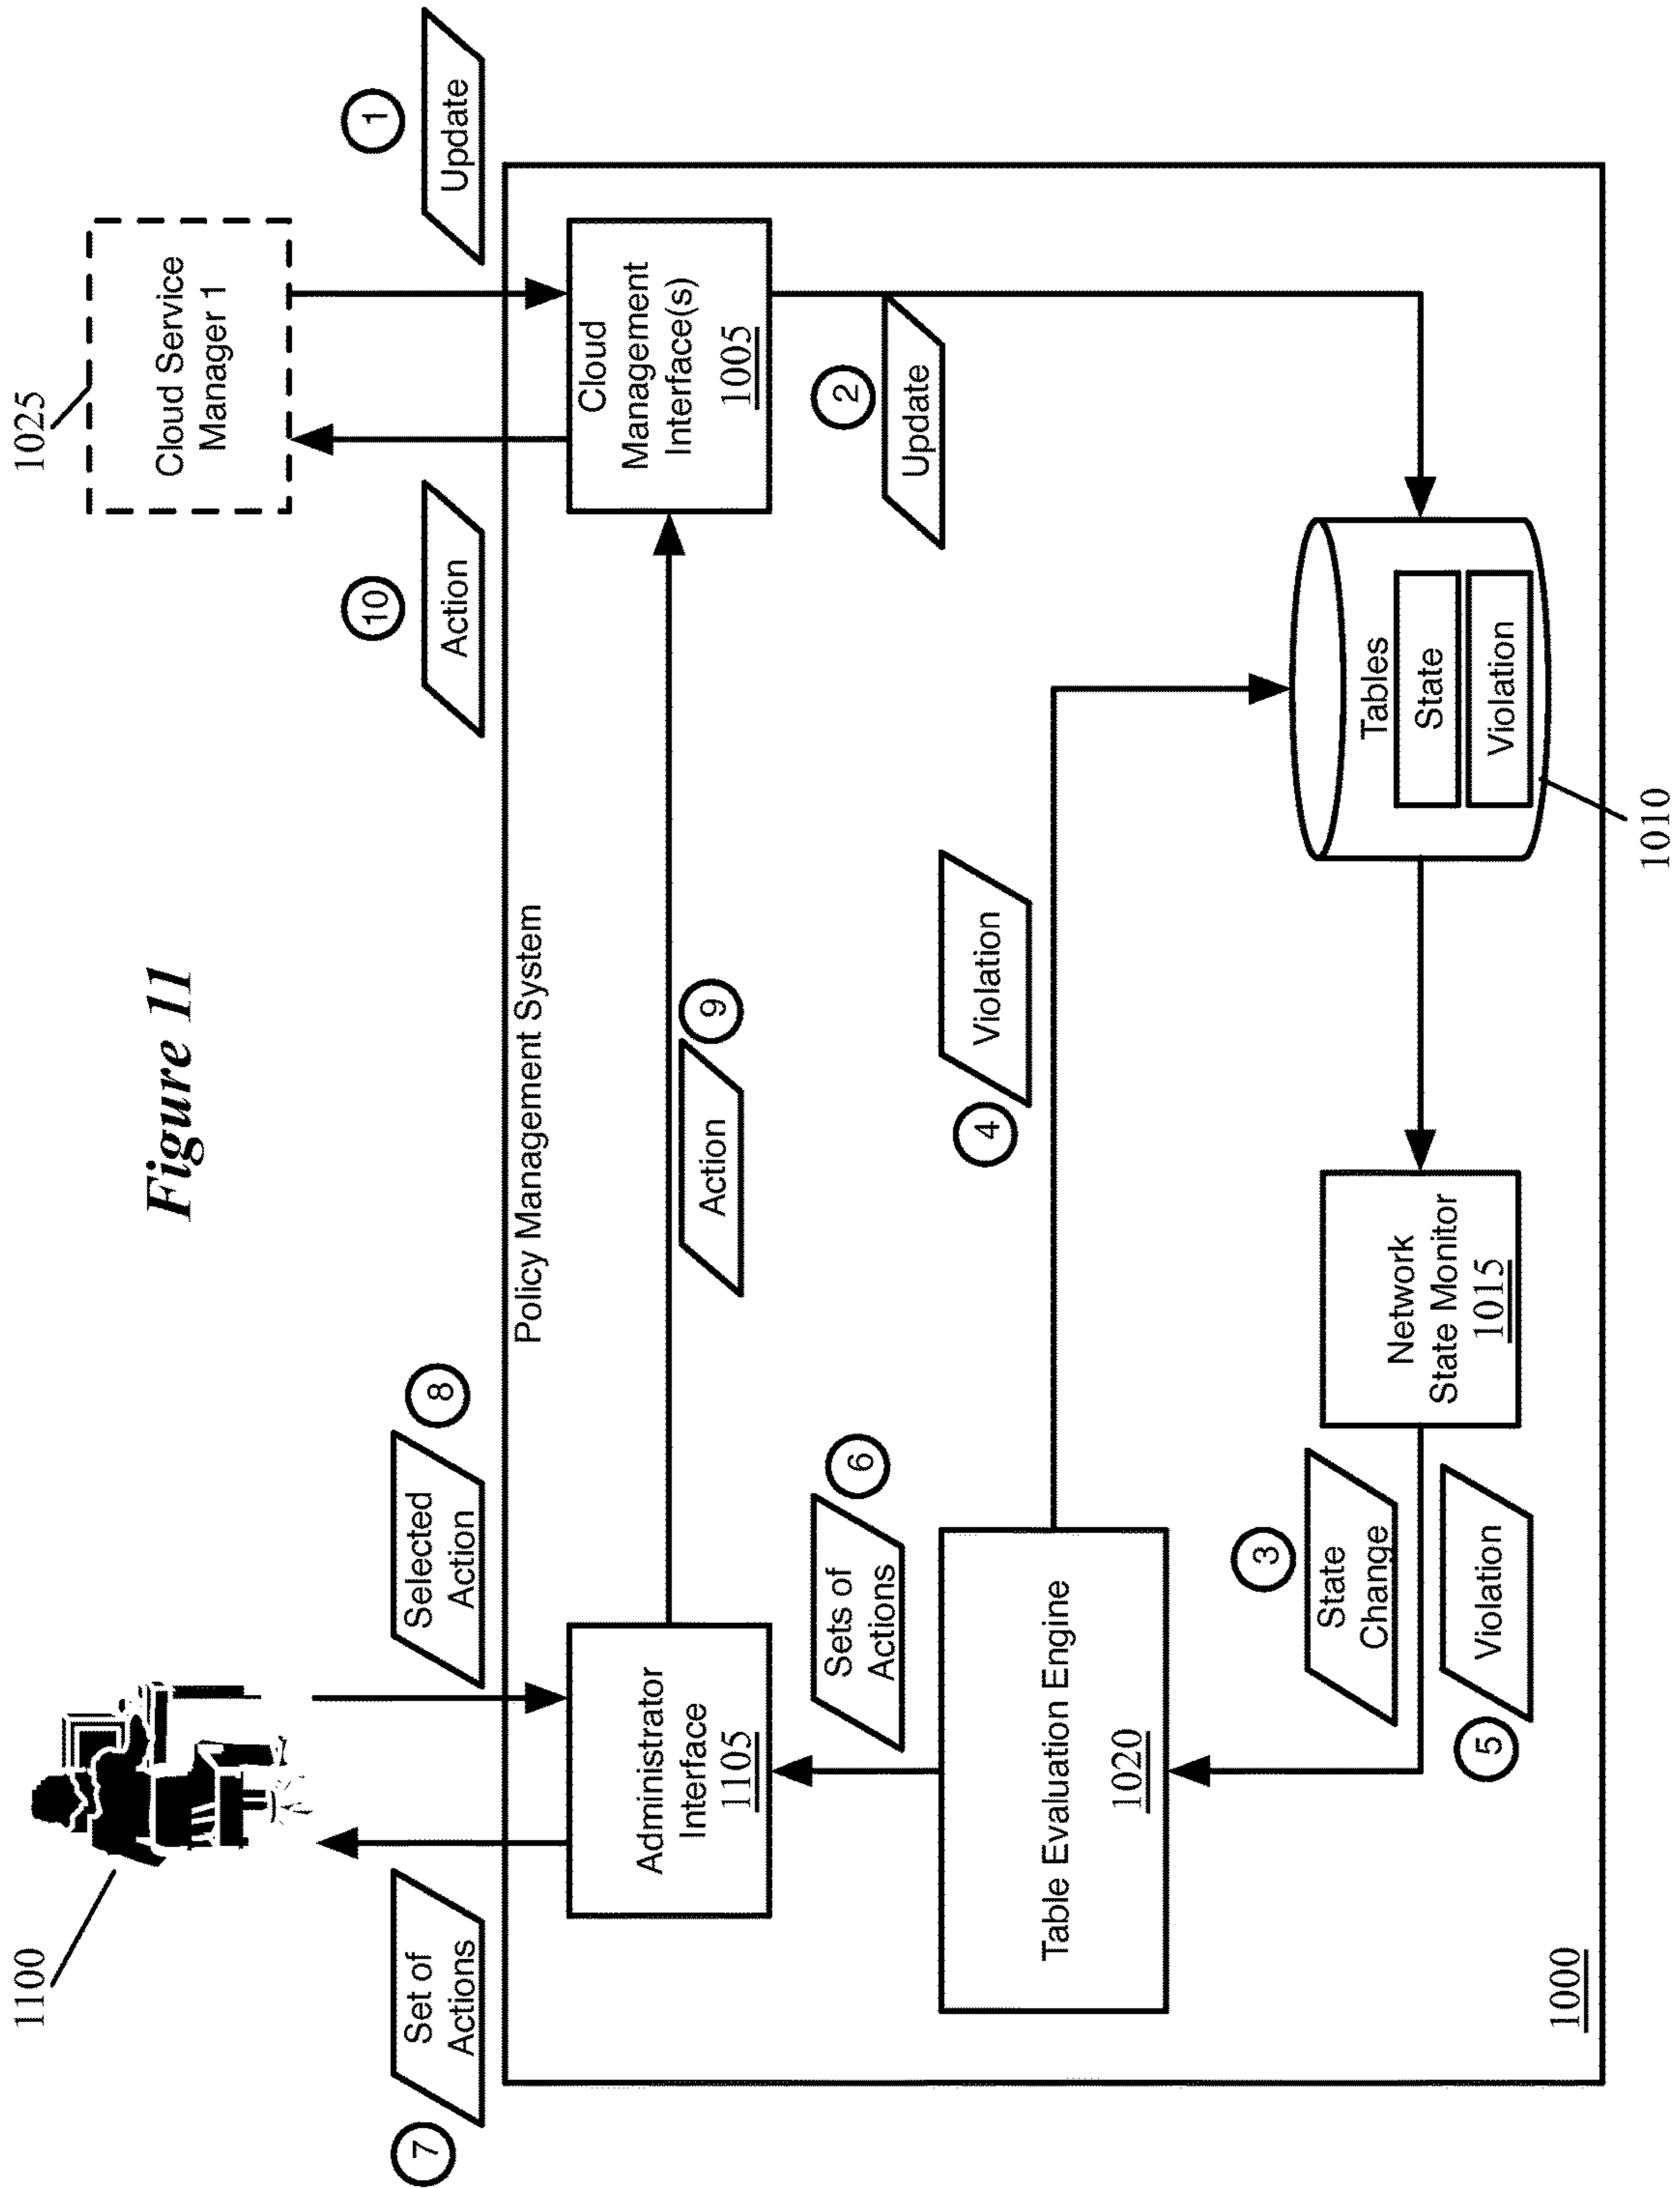 Figure 11
1100
1025
7
Set of
Actions
8
Selected
Action
10
Action
1
Update
Cloud Service
Manager 1
Policy Management System
Administrator
Interface
1105
9
Action
Cloud
Management
Interface(s)
1005
6
Sets of
Actions
2
Update
4
Violation
Table Evaluation Engine
1020
3
State
Change
5
Violation
Network
State Monitor
1015
Tables
State
Violation
1010
1000